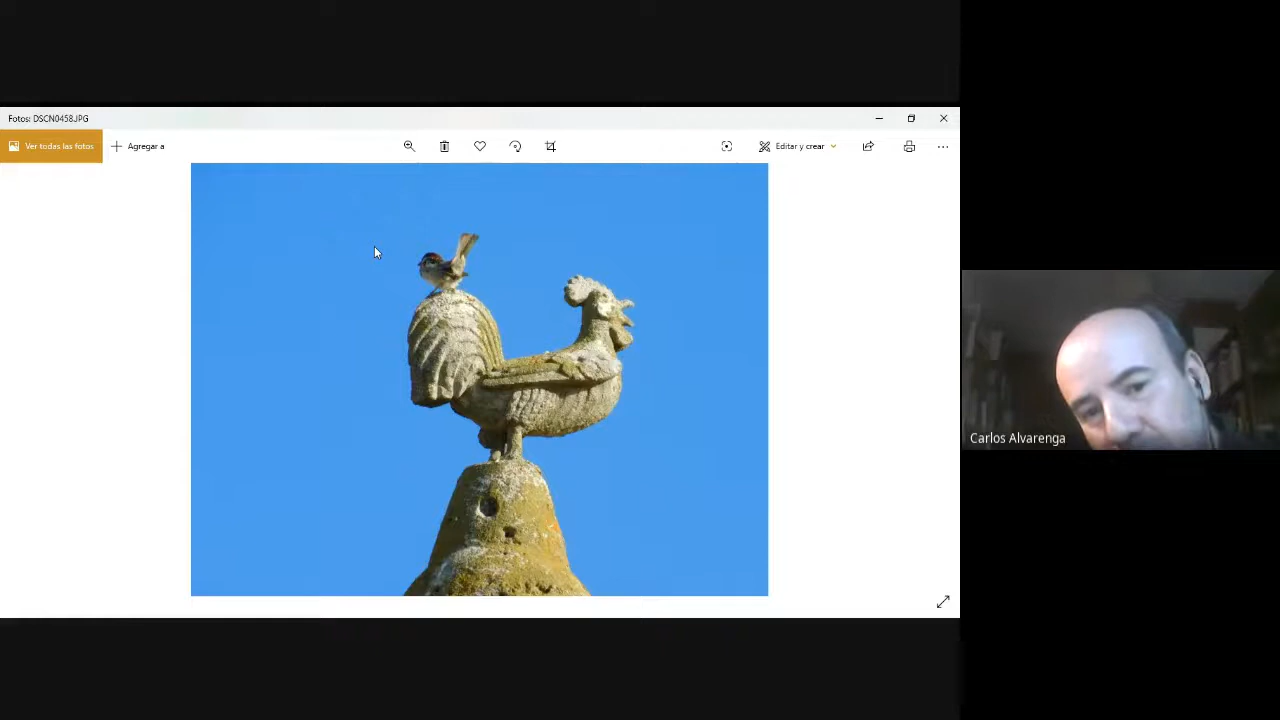 Fotos: DSCN0458.JPG
Ver todas las fotos
Agregar a
Editar y crear
Carlos Alvarenga